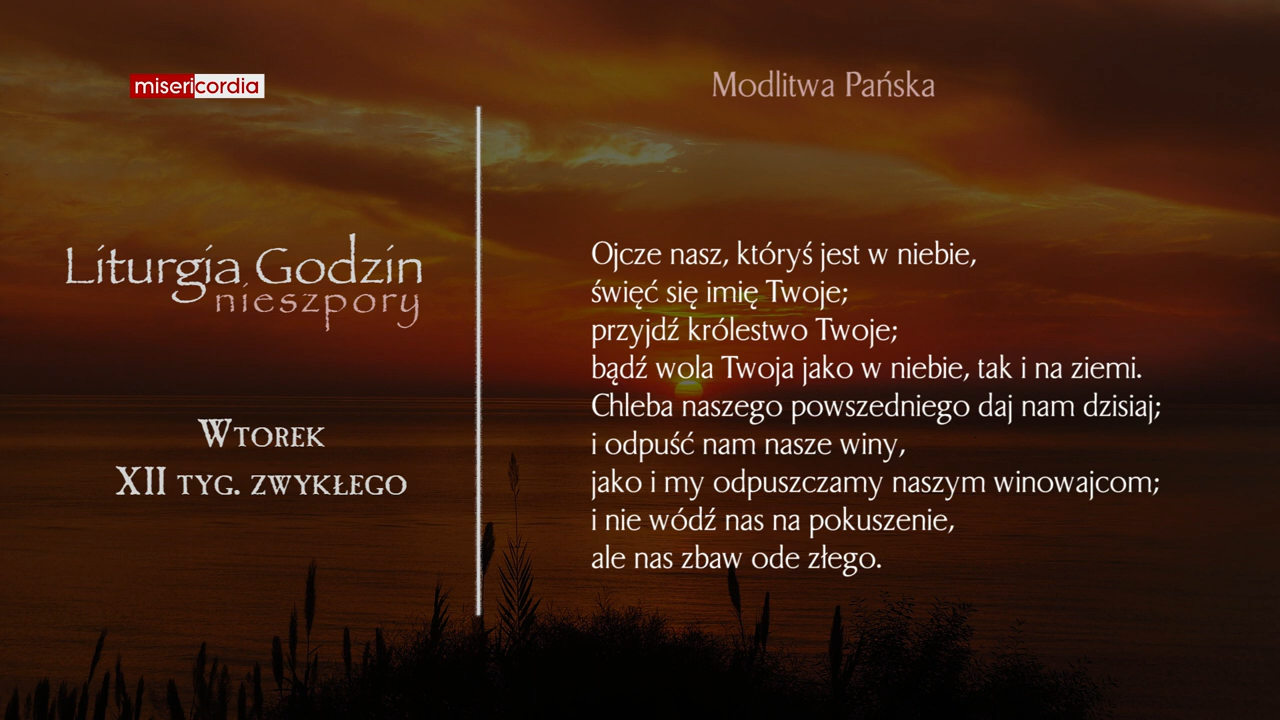 misericordia
Modlitwa Pańska
Liturgia Godzin
nieszpory
Wtorek
XII tyg. zwykłego
Ojcze nasz, któryś jest w niebie,
święć się imię Twoje;
przyjdź królestwo Twoje;
bądź wola Twoja jako w niebie, tak i na ziemi.
Chleba naszego powszedniego daj nam dzisiaj;
i odpuść nam nasze winy,
jako i my odpuszczamy naszym winowajcom;
i nie wódź nas na pokuszenie,
ale nas zbaw ode złego.